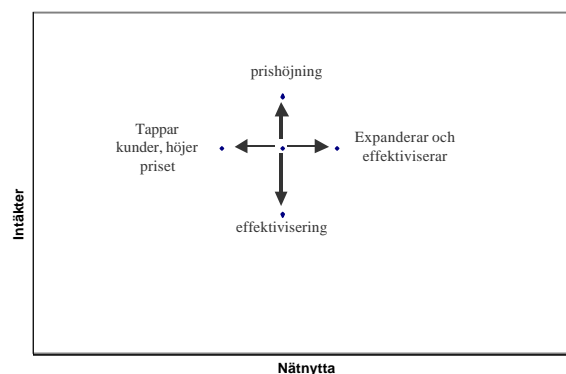 prishöjning
Tappar
kunder, höjer
priset
Expanderar och
effektiviserar
effektivisering
Intäkter
Nätnytta